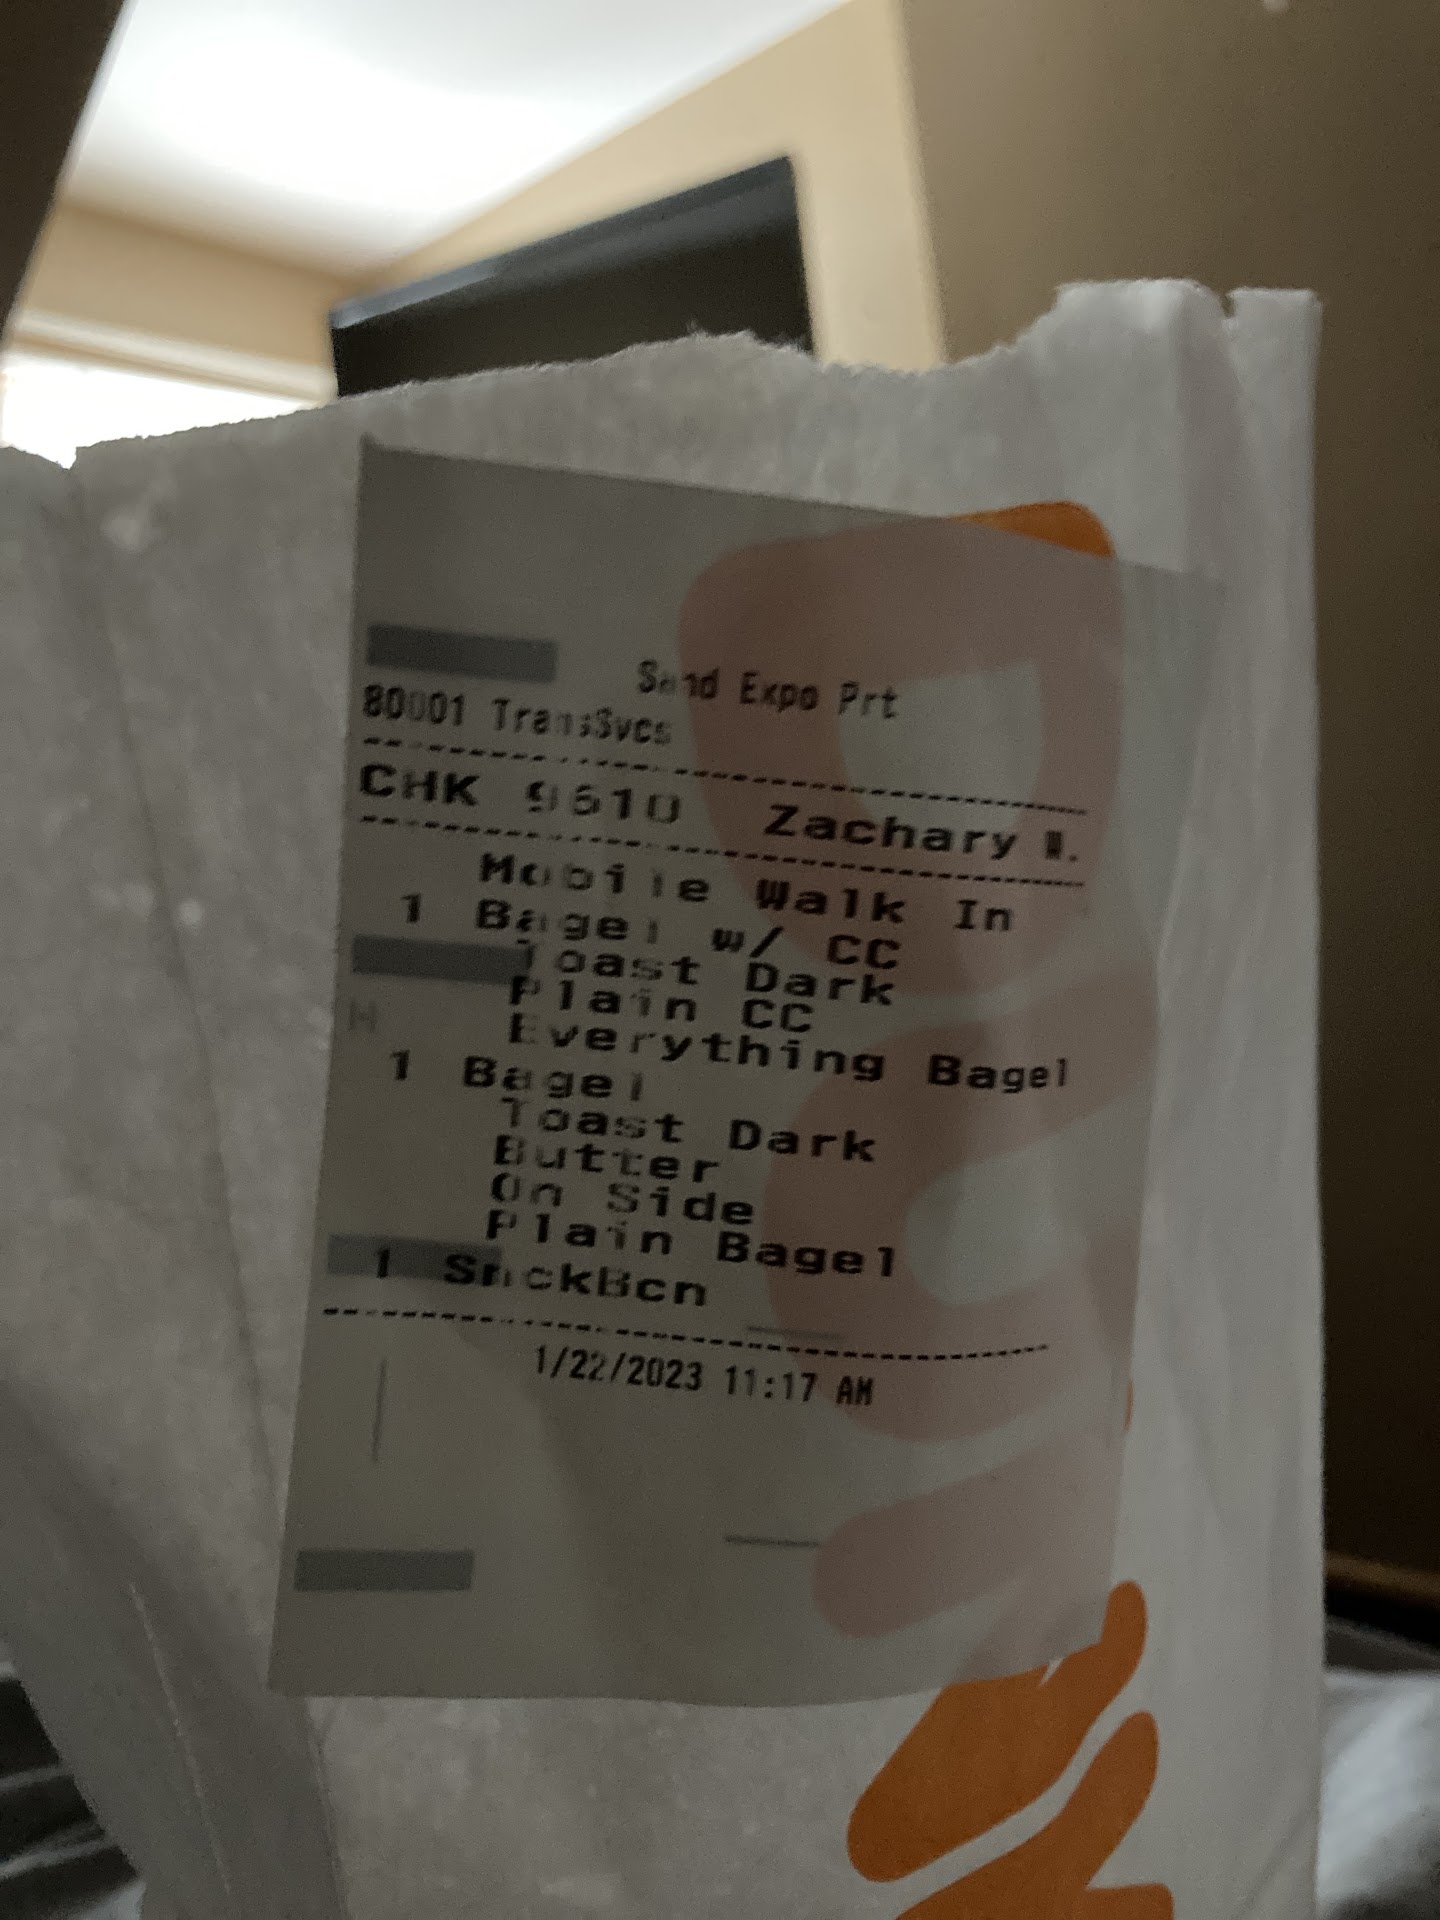 Sand Expo Prt
80001 TransSvcs
CHK 9610 Zachary W.
Mobile Walk In
1 Bagel w/ CC
Toast Dark
Plain CC
Everything Bagel
1 Bagel
Toast Dark
Butter
On Side
Plain Bagel
1 SnckBcn
1/22/2023 11:17 AM